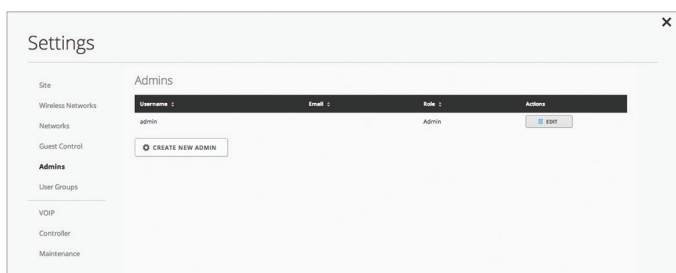 Settings
Site
Wireless Networks
Networks
Guest Control
Admins
User Groups
VOIP
Controller
Maintenance
Admins
Username Email Role Actions
admin Admin EDIT
CREATE NEW ADMIN